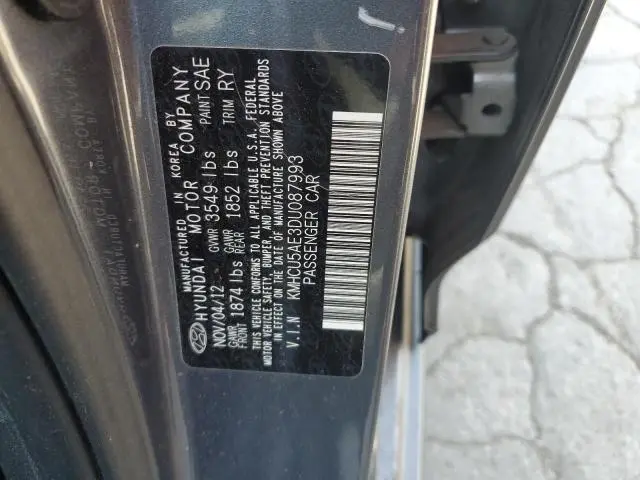 MANUFACTURED IN KOREA BY
HYUNDAI MOTOR COMPANY
NOV/04/12 GVWR 3549 lbs PAINT SAE
GAWR FRONT 1874 lbs GAWR REAR 1852 lbs TRIM RY
THIS VEHICLE CONFORMS TO ALL APPLICABLE U.S.A. FEDERAL
MOTOR VEHICLE SAFETY, BUMPER, AND THEFT PREVENTION STANDARDS
IN EFFECT ON THE DATE OF MANUFACTURE SHOWN ABOVE
V.I.N KMHCU5AE3DU087993
PASSENGER CAR